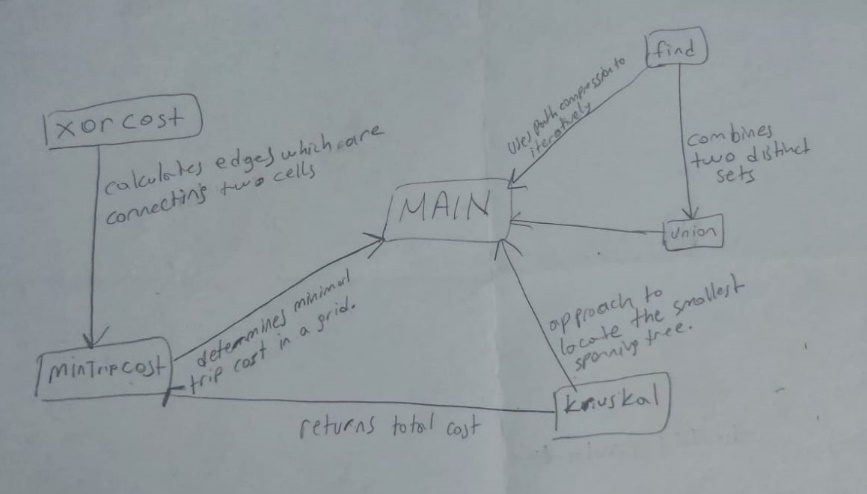 find
xorcost
uses path compression to
iteratively
calculates edges which are
connecting two cells
combines
two distinct
sets
MAIN
union
determines minimal
trip cost in a grid.
approach to
locate the smallest
spanning tree.
minTripcost
kruskal
returns total cost